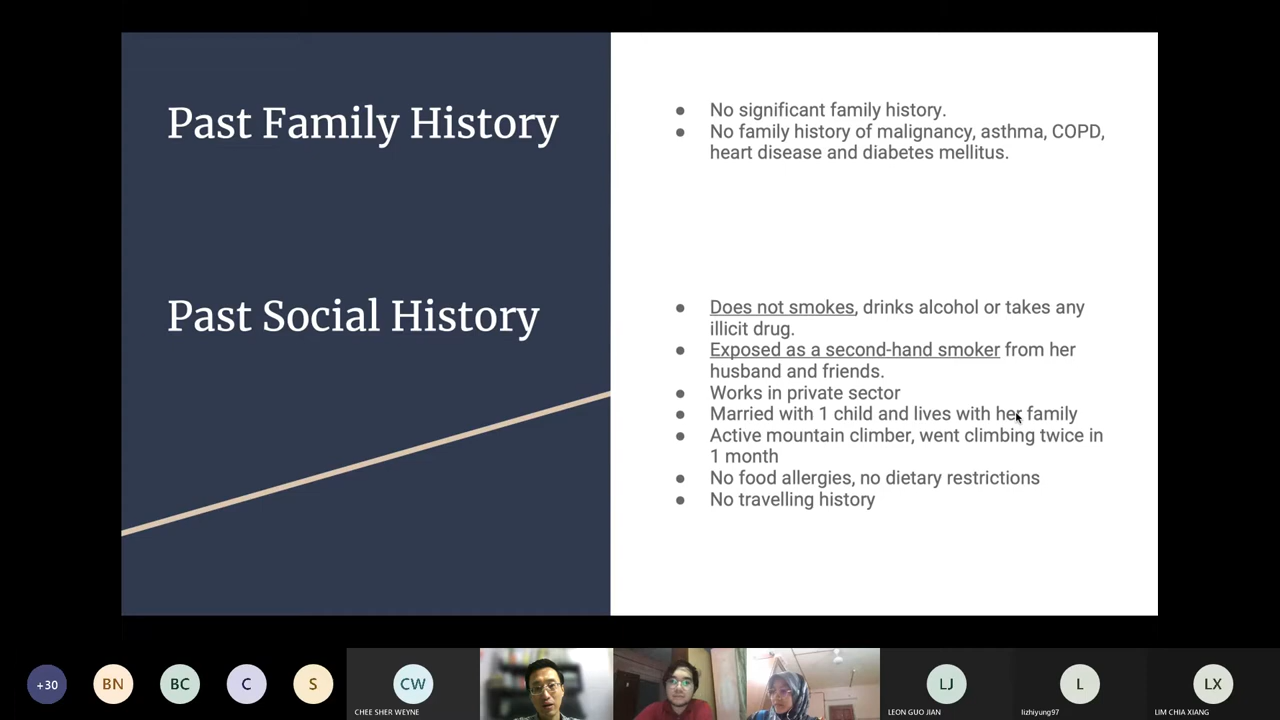 Past Family History
No significant family history.
No family history of malignancy, asthma, COPD,
heart disease and diabetes mellitus.
Past Social History
Does not smokes, drinks alcohol or takes any
illicit drug.
Exposed as a second-hand smoker from her
husband and friends.
Works in private sector
Married with 1 child and lives with her family
Active mountain climber, went climbing twice in
1 month
No food allergies, no dietary restrictions
No travelling history
+30
BN
BC
C
S
CW
CHEE SHER WEYNE
LJ
LEON GUO JIAN
L
lizhiyung97
LX
LIM CHIA XIANG